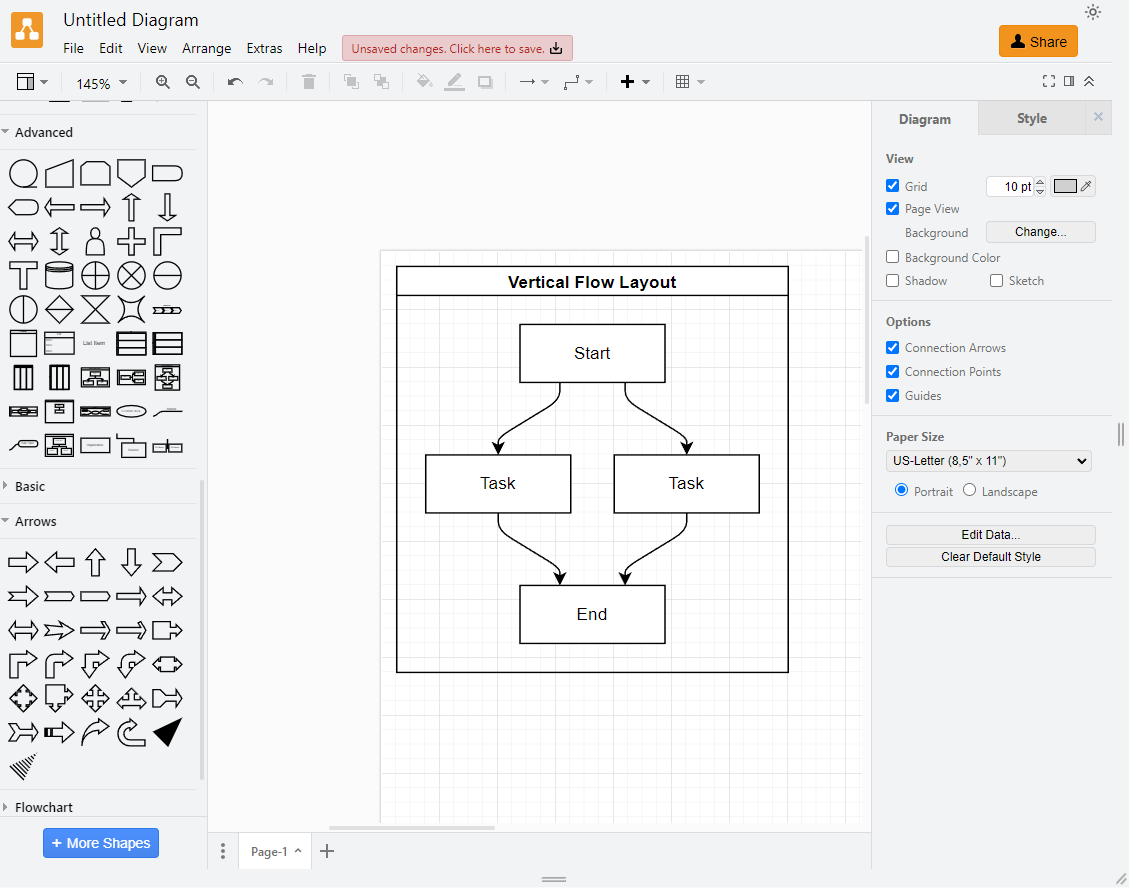 Untitled Diagram
File Edit View Arrange Extras Help
Unsaved changes. Click here to save.
Share
145%
Advanced
List Item
Basic
Arrows
Flowchart
+ More Shapes
Vertical Flow Layout
Start
Task Task
End
Page-1
Diagram Style
View
Grid 10 pt
Page View
Background Change...
Background Color
Shadow Sketch
Options
Connection Arrows
Connection Points
Guides
Paper Size
US-Letter (8,5" x 11")
Portrait Landscape
Edit Data...
Clear Default Style